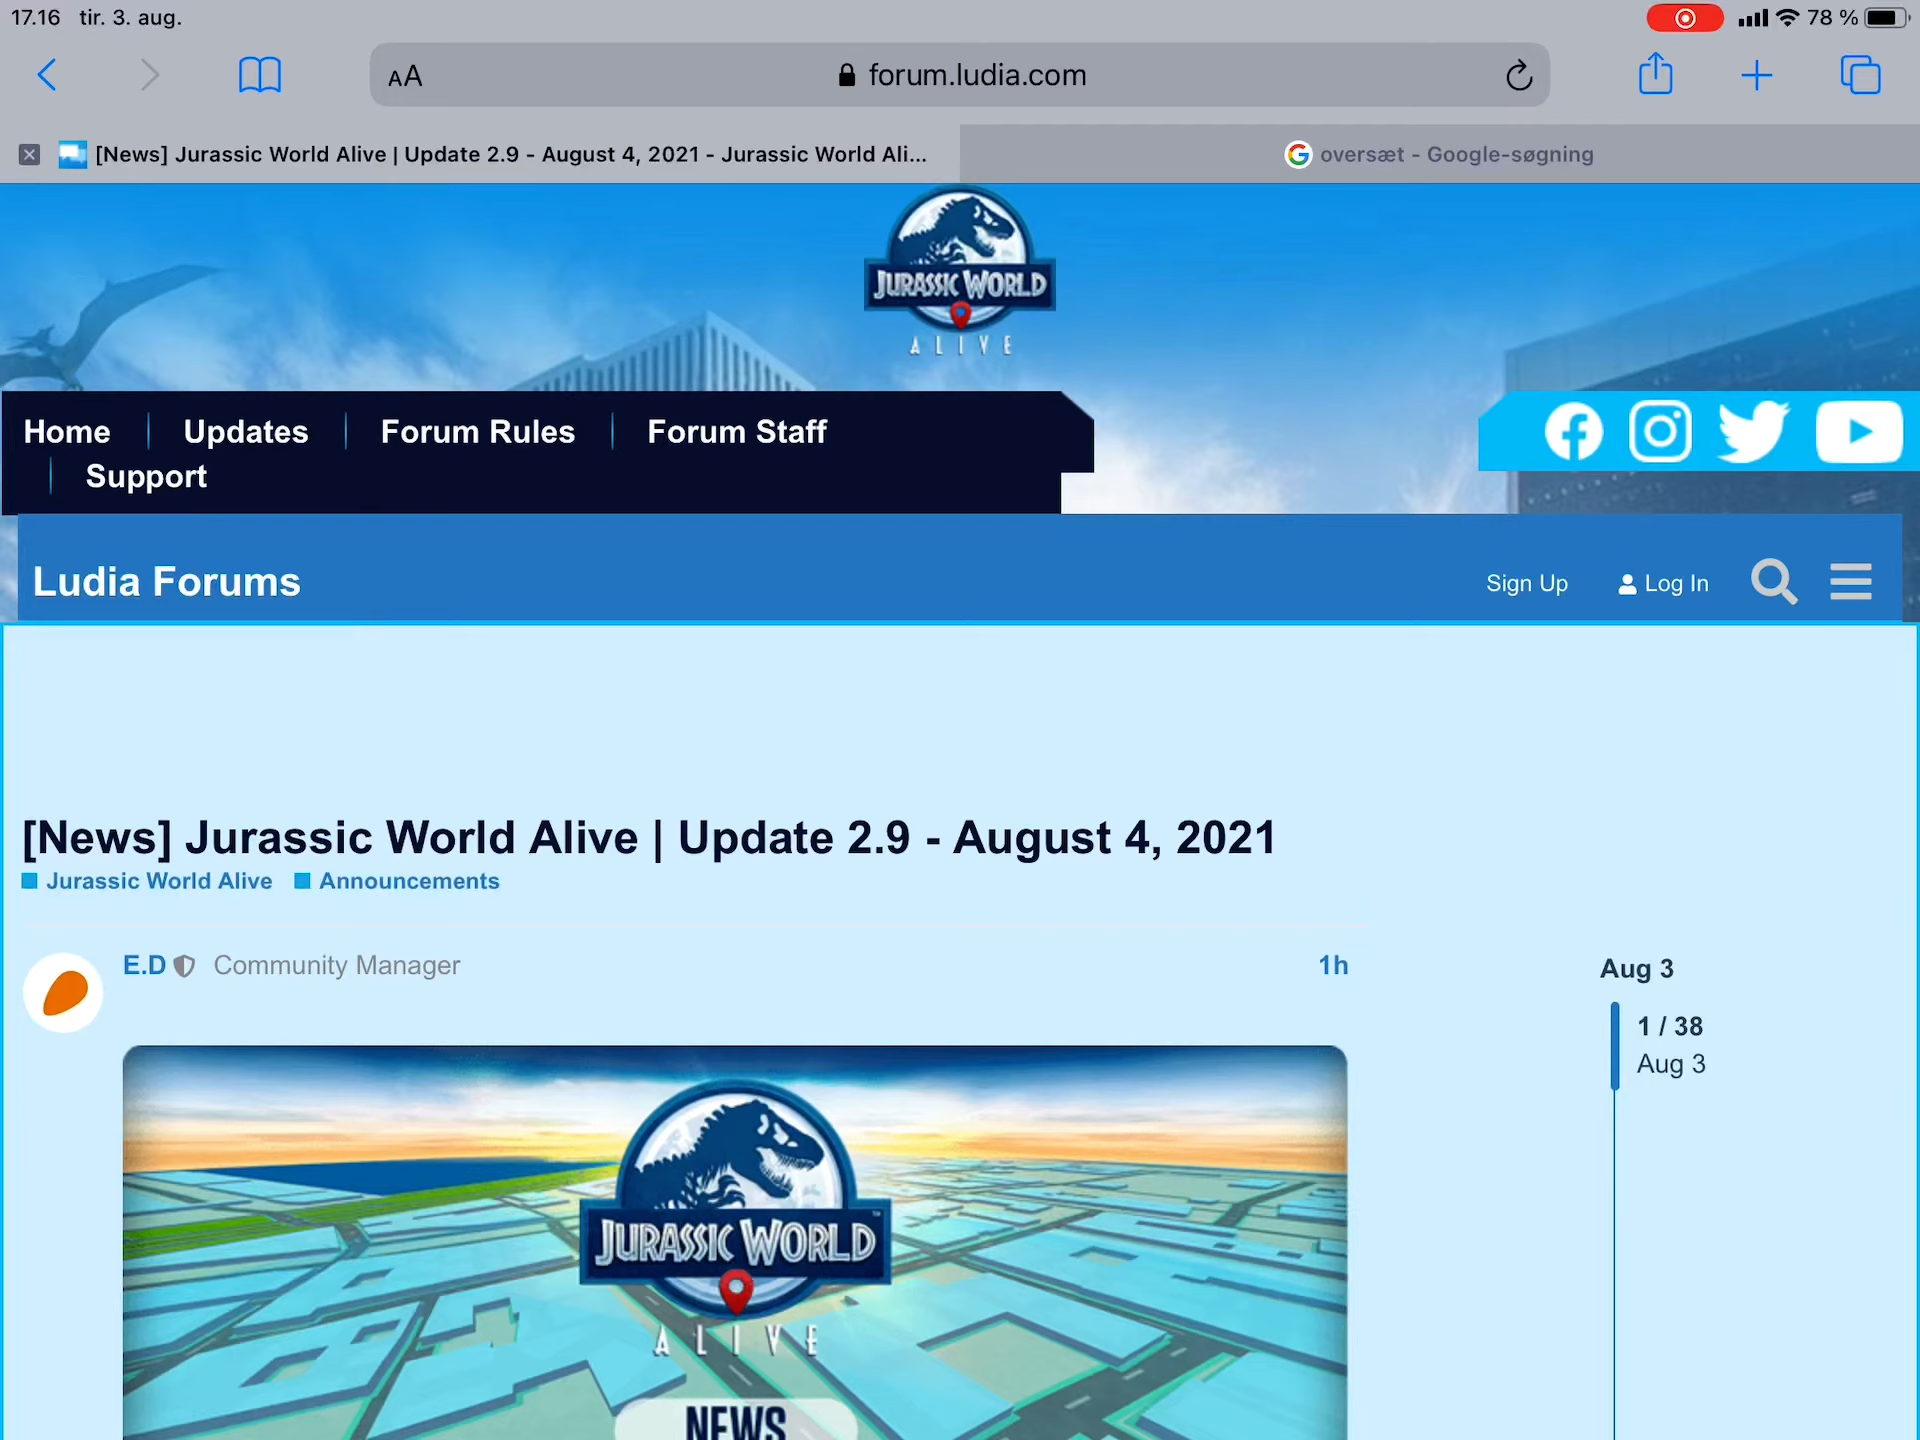 17.16 tir. 3. aug.
78 %
AA forum.ludia.com
[News] Jurassic World Alive | Update 2.9 - August 4, 2021 - Jurassic World Ali...
oversæt - Google-søgning
JURASSIC WORLD
ALIVE
Home Updates Forum Rules Forum Staff
Support
Ludia Forums
Sign Up Log In
[News] Jurassic World Alive | Update 2.9 - August 4, 2021
Jurassic World Alive Announcements
E.D Community Manager 1h
Aug 3
1 / 38
Aug 3
JURASSIC WORLD™
ALIVE
NEWS